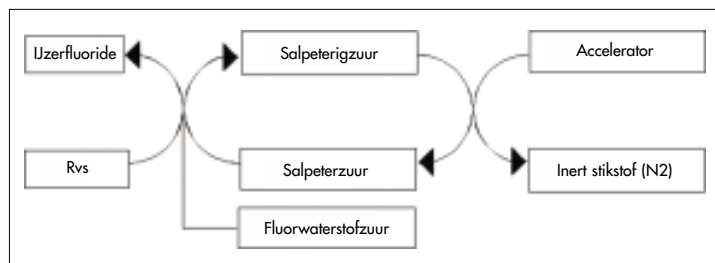 IJzerfluoride
Salpeterigzuur
Accelerator
Rvs
Salpeterzuur
Inert stikstof (N2)
Fluorwaterstofzuur